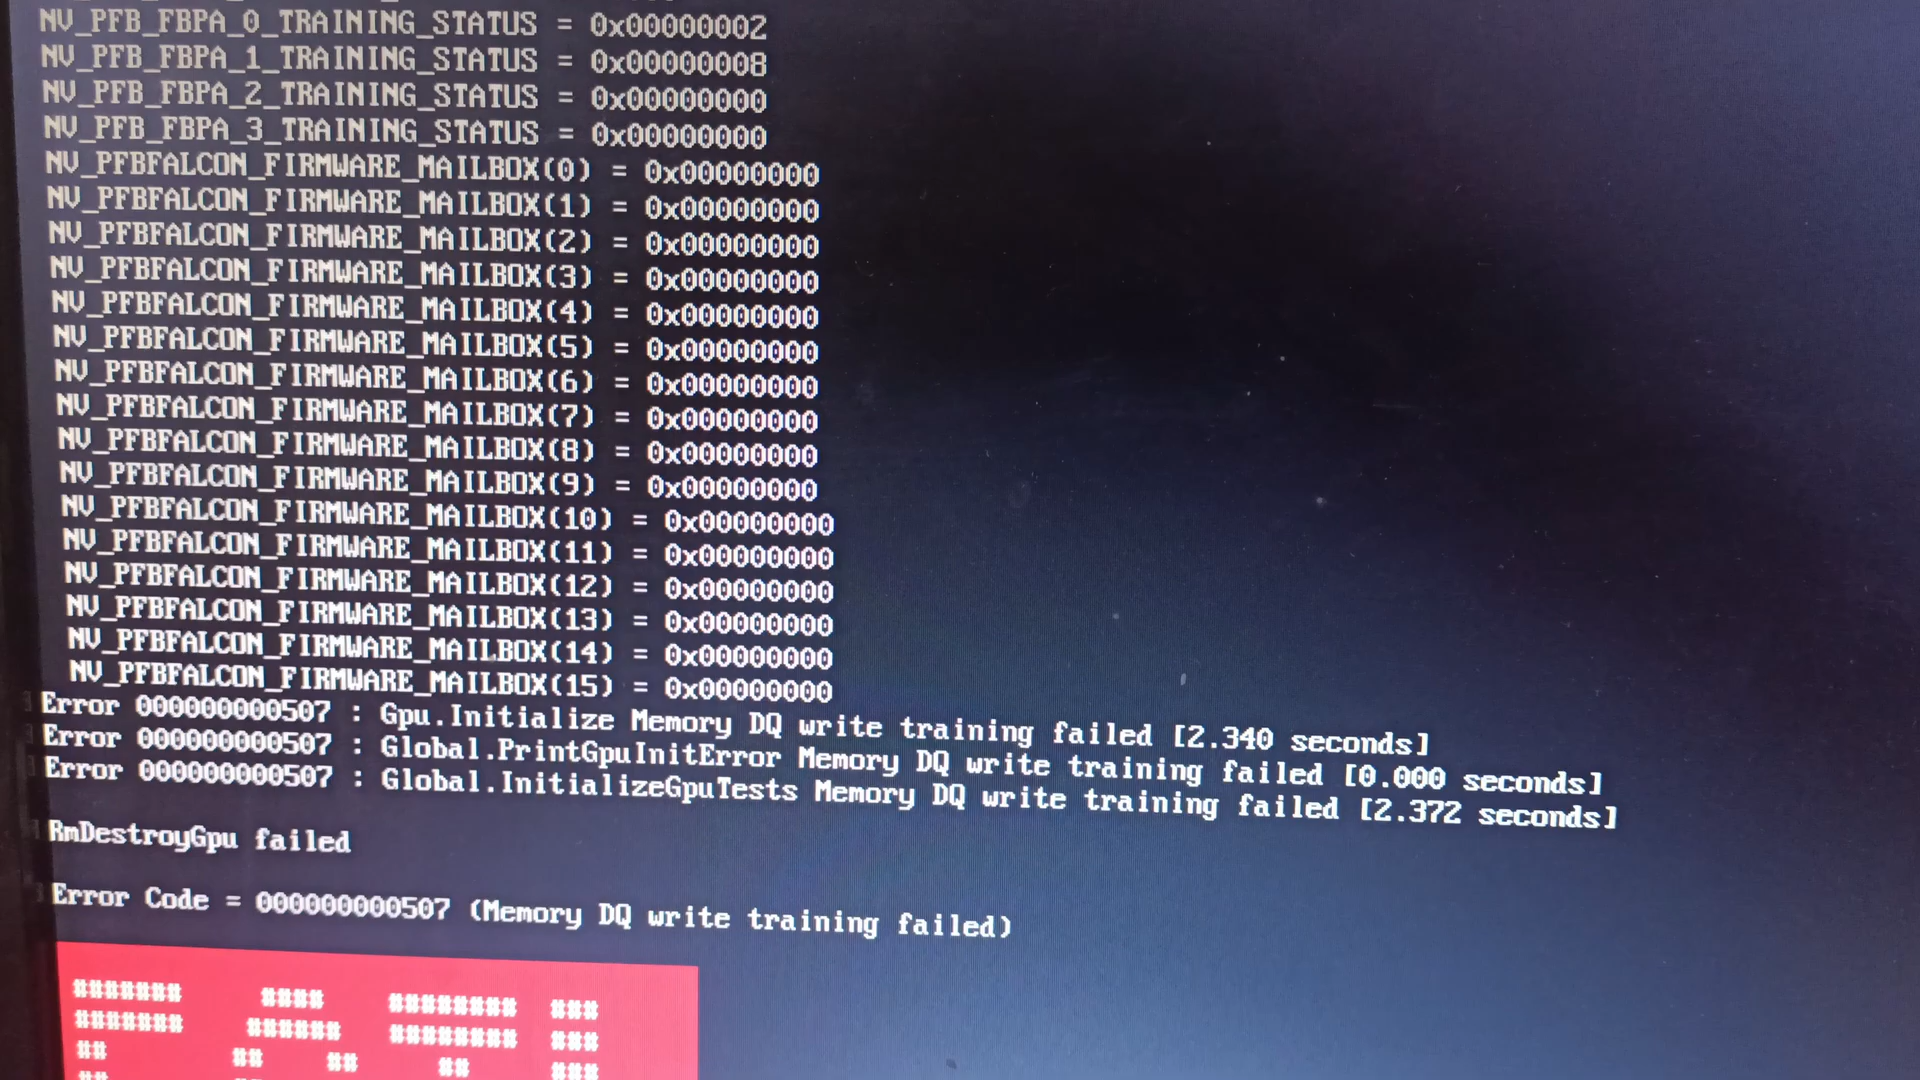 NV_PFB_FBPA_0_TRAINING_STATUS = 0x00000002
NV_PFB_FBPA_1_TRAINING_STATUS = 0x00000008
NV_PFB_FBPA_2_TRAINING_STATUS = 0x00000000
NV_PFB_FBPA_3_TRAINING_STATUS = 0x00000000
NV_PFBFALCON_FIRMWARE_MAILBOX(0) = 0x00000000
NV_PFBFALCON_FIRMWARE_MAILBOX(1) = 0x00000000
NV_PFBFALCON_FIRMWARE_MAILBOX(2) = 0x00000000
NV_PFBFALCON_FIRMWARE_MAILBOX(3) = 0x00000000
NV_PFBFALCON_FIRMWARE_MAILBOX(4) = 0x00000000
NV_PFBFALCON_FIRMWARE_MAILBOX(5) = 0x00000000
NV_PFBFALCON_FIRMWARE_MAILBOX(6) = 0x00000000
NV_PFBFALCON_FIRMWARE_MAILBOX(7) = 0x00000000
NV_PFBFALCON_FIRMWARE_MAILBOX(8) = 0x00000000
NV_PFBFALCON_FIRMWARE_MAILBOX(9) = 0x00000000
NV_PFBFALCON_FIRMWARE_MAILBOX(10) = 0x00000000
NV_PFBFALCON_FIRMWARE_MAILBOX(11) = 0x00000000
NV_PFBFALCON_FIRMWARE_MAILBOX(12) = 0x00000000
NV_PFBFALCON_FIRMWARE_MAILBOX(13) = 0x00000000
NV_PFBFALCON_FIRMWARE_MAILBOX(14) = 0x00000000
NV_PFBFALCON_FIRMWARE_MAILBOX(15) = 0x00000000
Error 000000000507 : Gpu.Initialize Memory DQ write training failed [2.340 seconds]
Error 000000000507 : Global.PrintGpuInitError Memory DQ write training failed [0.000 seconds]
Error 000000000507 : Global.InitializeGpuTests Memory DQ write training failed [2.372 seconds]
RmDestroyGpu failed
Error Code = 000000000507 (Memory DQ write training failed)
####### #### ######## ###
####### ###### ######## ###
## ## ## ## ###